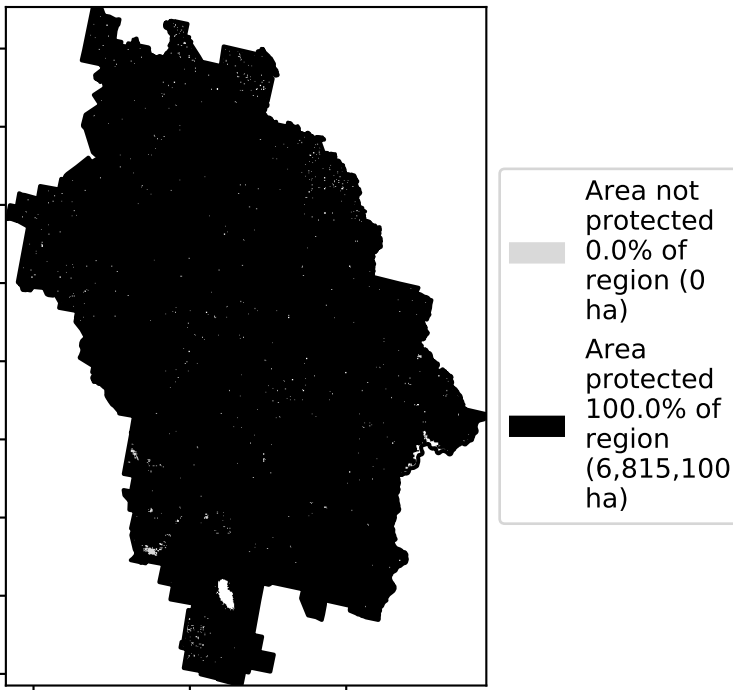 Area not
protected
0.0% of
region (0
ha)
Area
protected
100.0% of
region
(6,815,100
ha)